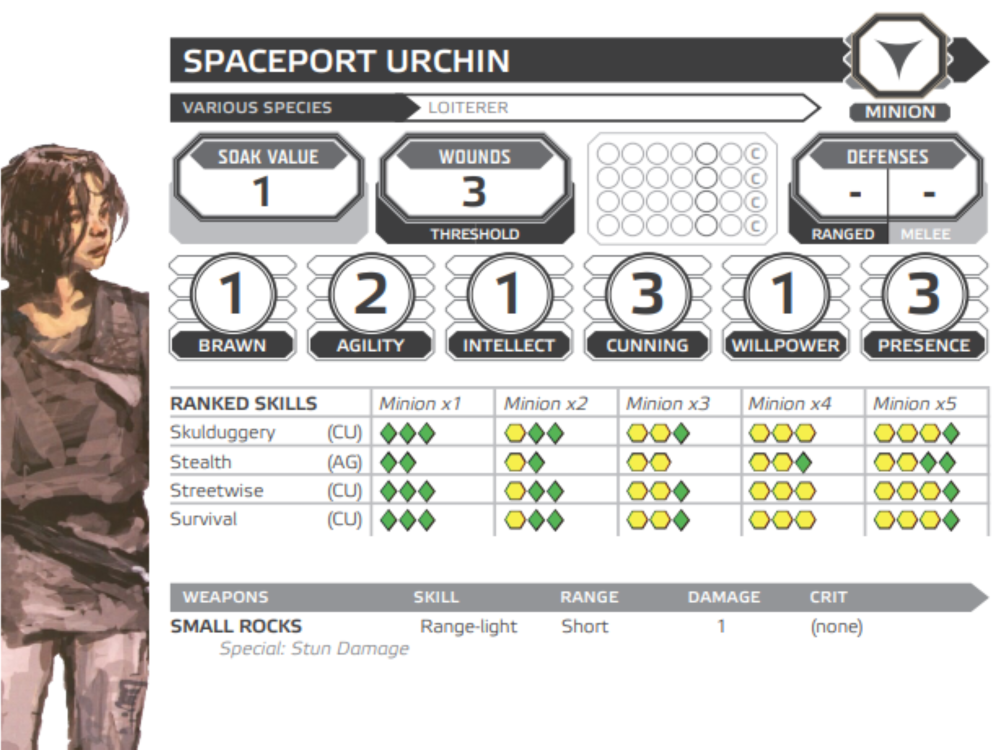 SPACEPORT URCHIN
VARIOUS SPECIES LOITERER MINION
SOAK VALUE WOUNDS C DEFENSES
1 3 C - -
C
THRESHOLD C RANGED MELEE
1 2 1 3 1 3
BRAWN AGILITY INTELLECT CUNNING WILLPOWER PRESENCE
RANKED SKILLS Minion x1 Minion x2 Minion x3 Minion x4 Minion x5
Skulduggery (CU)
Stealth (AG)
Streetwise (CU)
Survival (CU)
WEAPONS SKILL RANGE DAMAGE CRIT
SMALL ROCKS Range-light Short 1 (none)
Special: Stun Damage